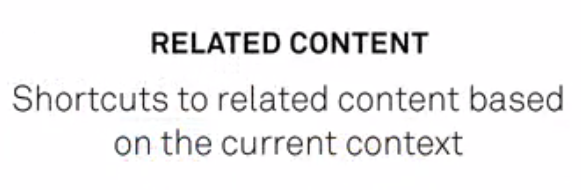 RELATED CONTENT
Shortcuts to related content based
on the current context